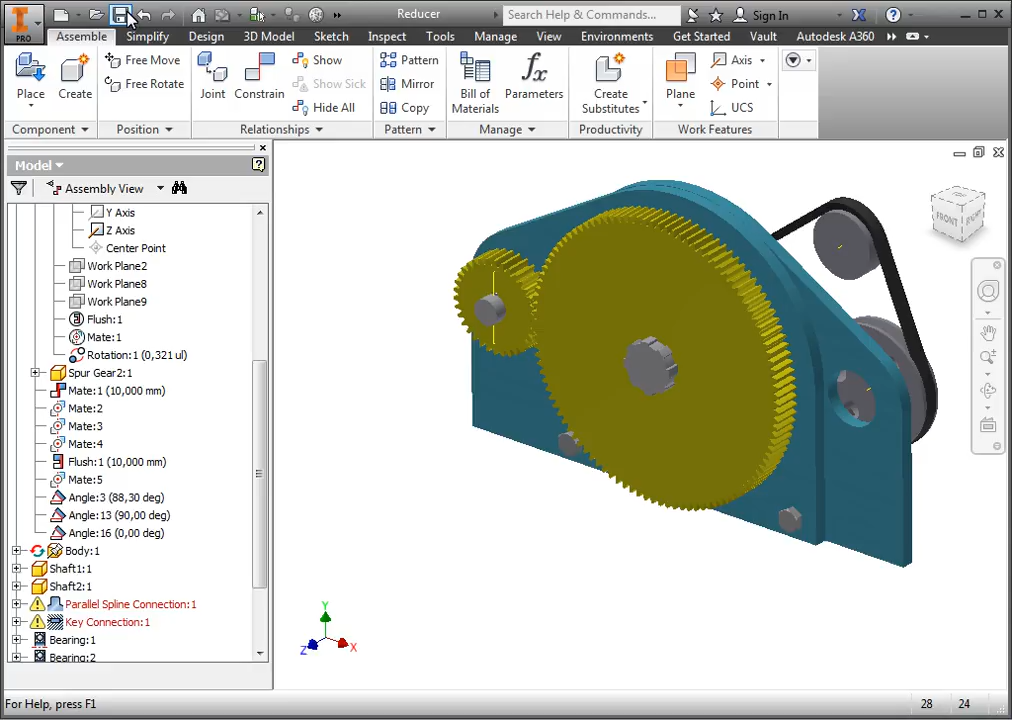 Reducer
Search Help & Commands...
Sign In
PRO
Assemble
Simplify
Design
3D Model
Sketch
Inspect
Tools
Manage
View
Environments
Get Started
Vault
Autodesk A360
Place
Create
Free Move
Free Rotate
Joint
Constrain
Show
Show Sick
Hide All
Pattern
Mirror
Copy
Bill of
Materials
fx
Parameters
Create
Substitutes
Plane
Axis
Point
UCS
Component
Position
Relationships
Pattern
Manage
Productivity
Work Features
Model
Assembly View
Y Axis
Z Axis
Center Point
Work Plane2
Work Plane8
Work Plane9
Flush:1
Mate:1
Rotation:1 (0,321 ul)
Spur Gear2:1
Mate:1 (10,000 mm)
Mate:2
Mate:3
Mate:4
Flush:1 (10,000 mm)
Mate:5
Angle:3 (88,30 deg)
Angle:13 (90,00 deg)
Angle:16 (0,00 deg)
Body:1
Shaft1:1
Shaft2:1
Parallel Spline Connection:1
Key Connection:1
Bearing:1
Bearing:2
FRONT
Y
X
Z
For Help, press F1
28
24